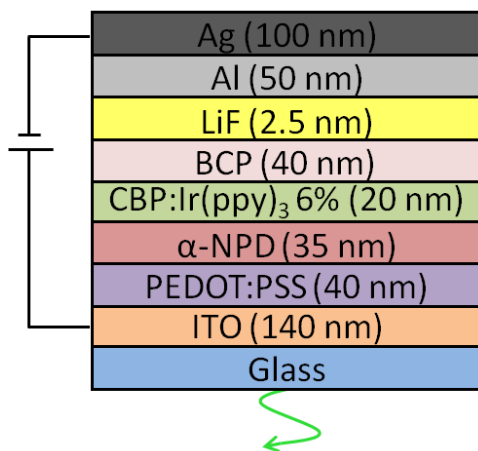 Ag (100 nm)
Al (50 nm)
LiF (2.5 nm)
BCP (40 nm)
CBP:Ir(ppy)₃ 6% (20 nm)
α-NPD (35 nm)
PEDOT:PSS (40 nm)
ITO (140 nm)
Glass